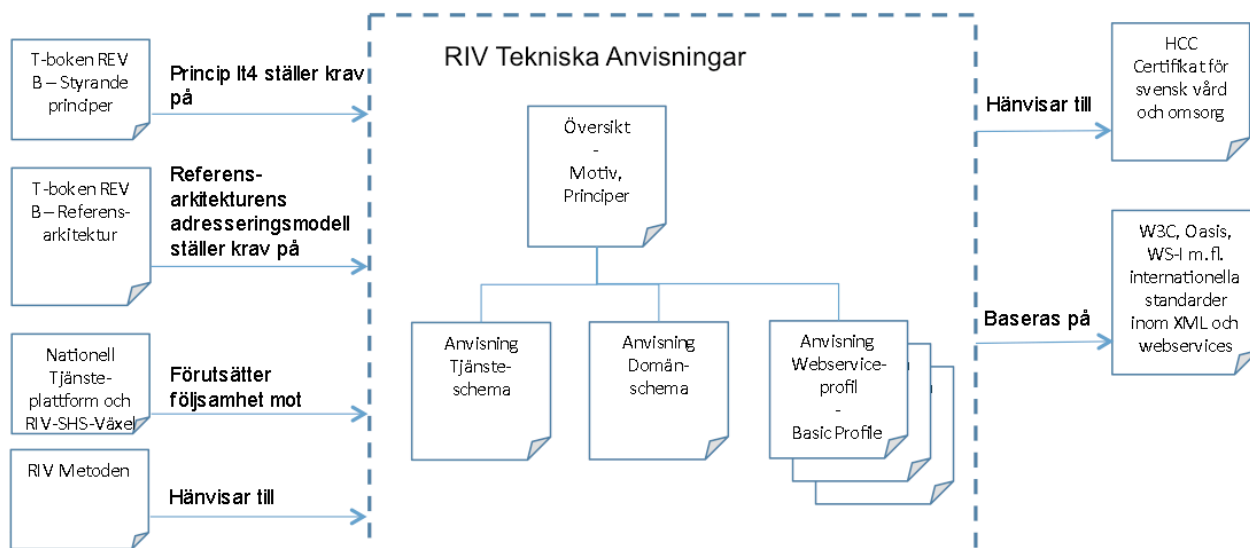 RIV Tekniska Anvisningar
T-boken REV
B – Styrande
principer
Princip It4 ställer krav
på
T-boken REV
B – Referens-
arkitektur
Referens-
arkitekturens
adresseringsmodell
ställer krav på
Nationell
Tjänste-
plattform och
RIV-SHS-Växel
Förutsätter
följsamhet mot
RIV Metoden
Hänvisar till
Översikt
-
Motiv,
Principer
Anvisning
Tjänste-
schema
Anvisning
Domän-
schema
Anvisning
Webservice-
profil
-
Basic Profile
Hänvisar till
HCC
Certifikat för
svensk vård
och omsorg
Baseras på
W3C, Oasis,
WS-I m.fl.
internationella
standarder
inom XML och
webservices